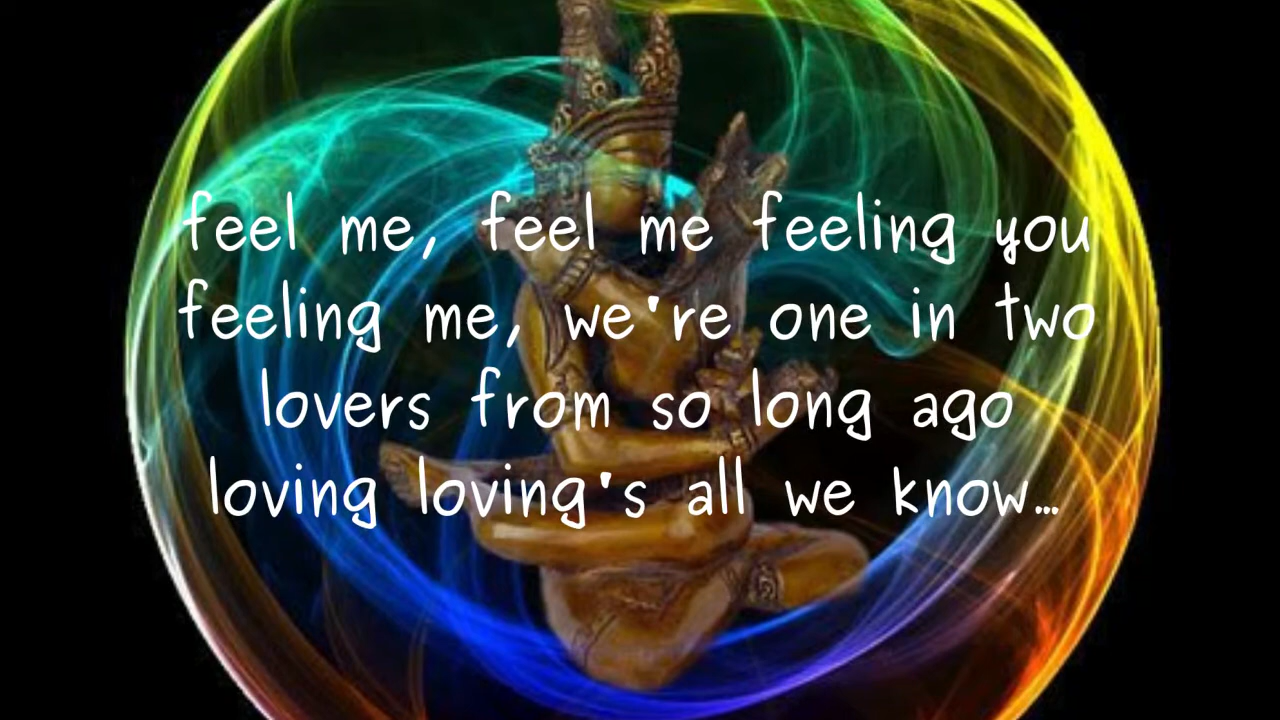 feel me, feel me feeling you
feeling me, we're one in two
lovers from so long ago
loving loving's all we know...